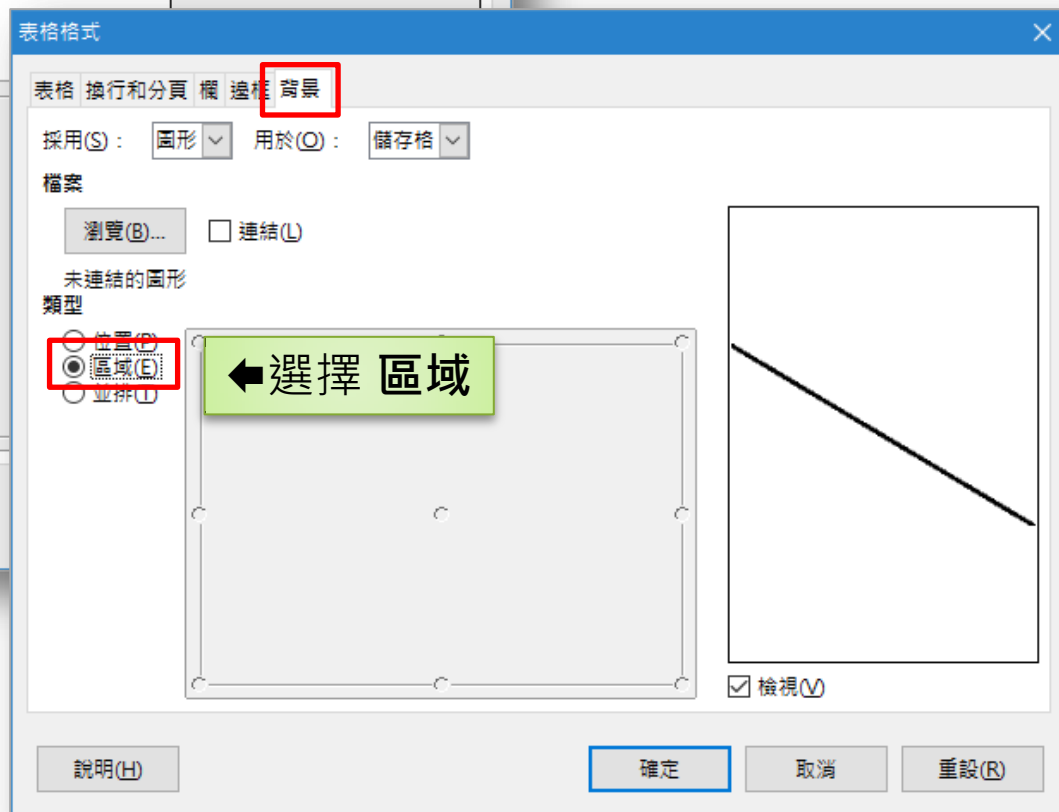 表格格式
表格 換行和分頁 欄 邊框 背景
採用(S)： 圖形 用於(O)： 儲存格
檔案
瀏覽(B)... 連結(L)
未連結的圖形
類型
位置(P)
區域(E)
並排(T)
⬅選擇 區域
檢視(V)
說明(H) 確定 取消 重設(R)